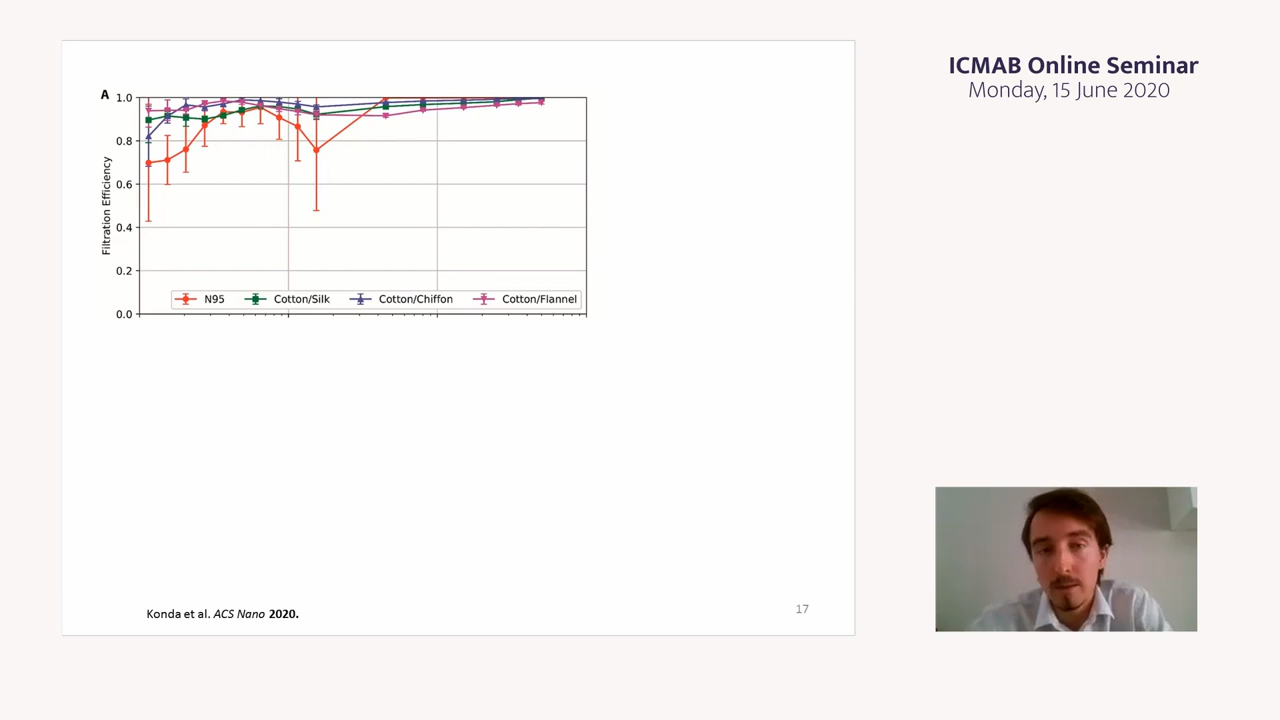 ICMAB Online Seminar
Monday, 15 June 2020
A
1.0
0.8
0.6
0.4
0.2
0.0
Filtration Efficiency
N95 Cotton/Silk Cotton/Chiffon Cotton/Flannel
Konda et al. ACS Nano 2020.
17